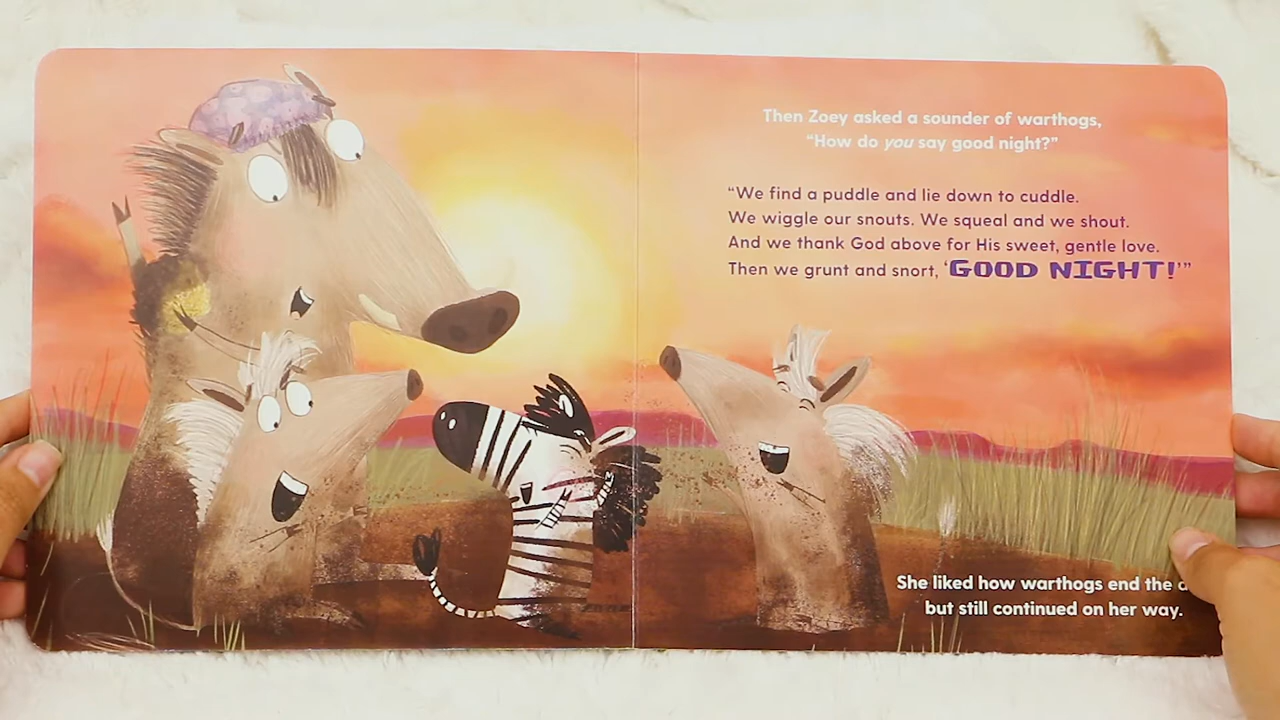 Then Zoey asked a sounder of warthogs,
“How do you say good night?”
“We find a puddle and lie down to cuddle.
We wiggle our snouts. We squeal and we shout.
And we thank God above for His sweet, gentle love.
Then we grunt and snort, ‘GOOD NIGHT!’”
She liked how warthogs end the
but still continued on her way.